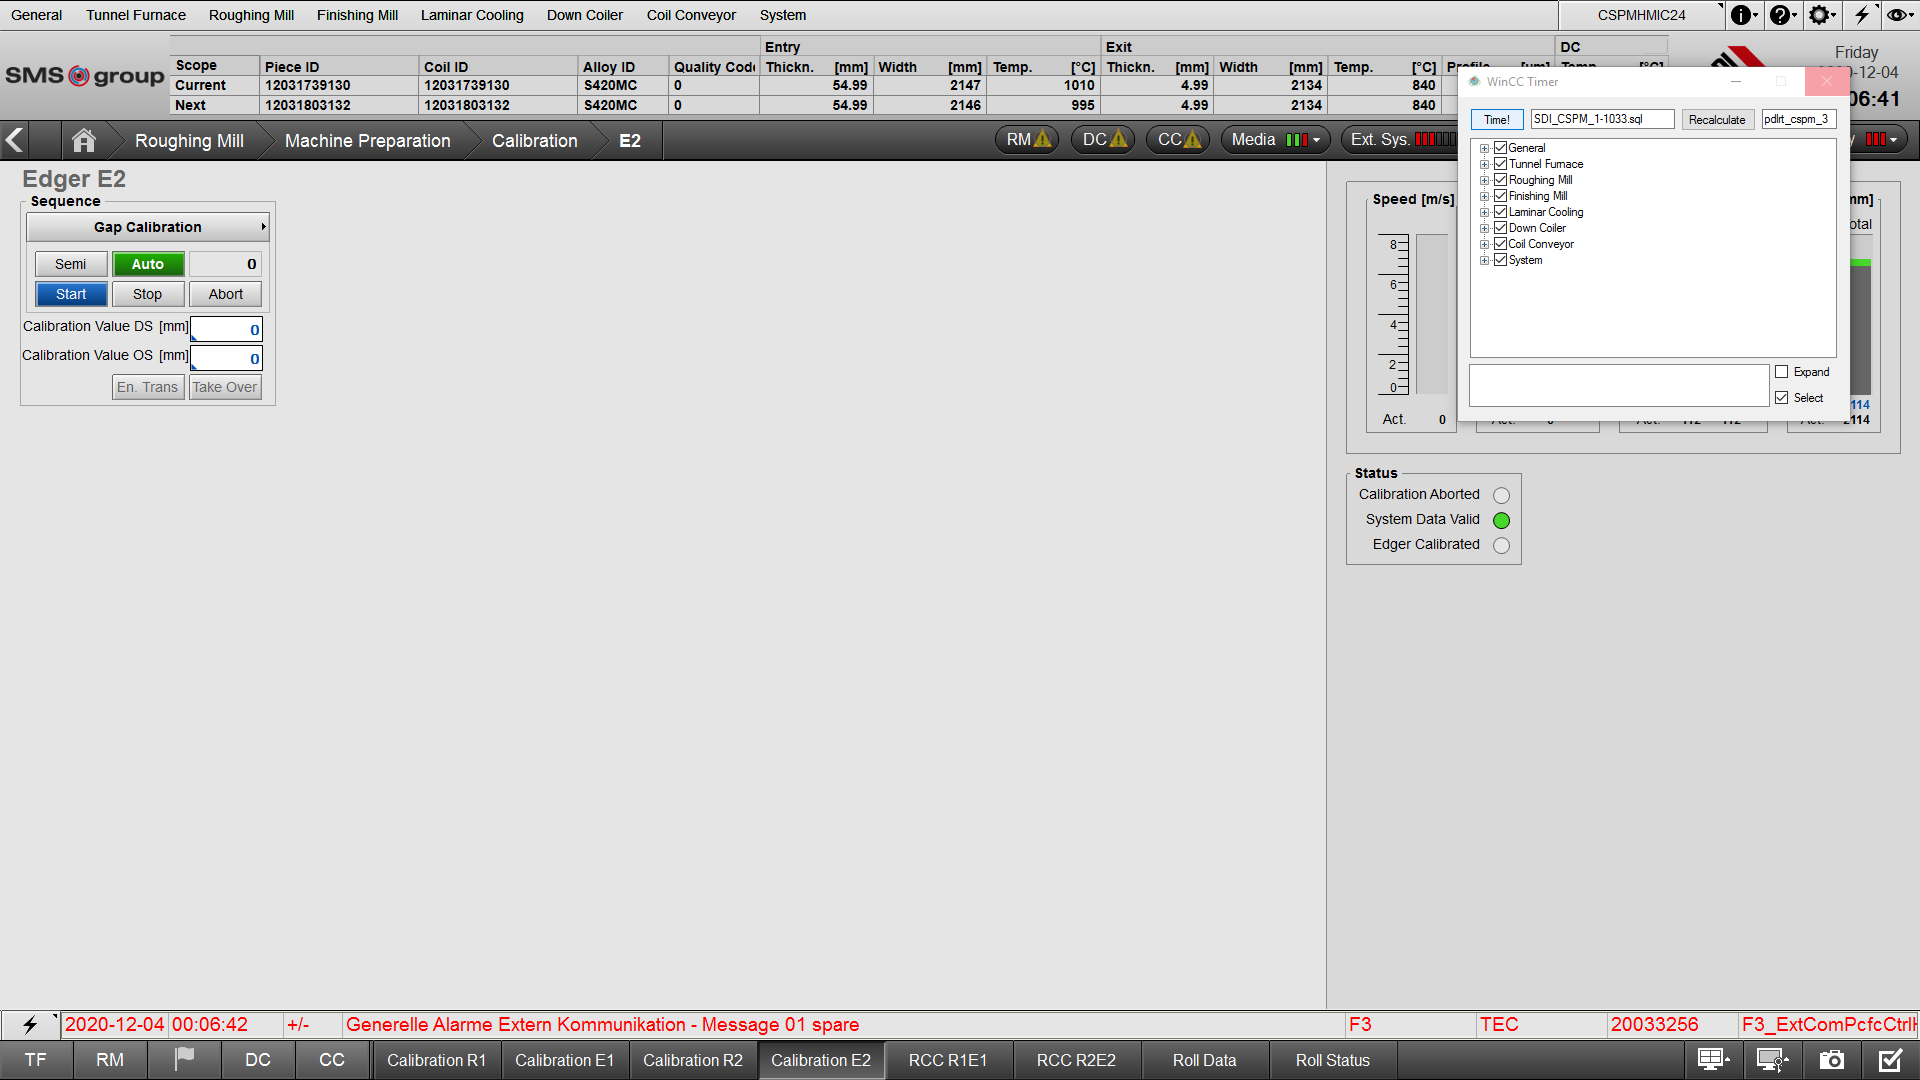 General Tunnel Furnace Roughing Mill Finishing Mill Laminar Cooling Down Coiler Coil Conveyor System CSPMHMIC24
SMS group
Entry Exit DC
Scope Piece ID Coil ID Alloy ID Quality Code Thickn. [mm] Width [mm] Temp. [°C] Thickn. [mm] Width [mm] Temp. [°C]
Current 12031739130 12031739130 S420MC 0 54.99 2147 1010 4.99 2134 840
Next 12031803132 12031803132 S420MC 0 54.99 2146 995 4.99 2134 840
Friday
-12-04
06:41
Roughing Mill Machine Preparation Calibration E2 RM DC CC Media Ext. Sys.
WinCC Timer
Time! SDI_CSPM_1-1033.sql Recalculate pdlrt_cspm_3
General
Tunnel Furnace
Roughing Mill
Finishing Mill
Laminar Cooling
Down Coiler
Coil Conveyor
System
Expand
Select
Edger E2
Sequence
Gap Calibration
Semi Auto 0
Start Stop Abort
Calibration Value DS [mm] 0
Calibration Value OS [mm] 0
En. Trans Take Over
Speed [m/s] mm]
otal
8
6
4
2
0
114
Act. 0 2114
Status
Calibration Aborted
System Data Valid
Edger Calibrated
2020-12-04 00:06:42 +/- Generelle Alarme Extern Kommunikation - Message 01 spare F3 TEC 20033256 F3_ExtComPcfcCtrl
TF RM DC CC Calibration R1 Calibration E1 Calibration R2 Calibration E2 RCC R1E1 RCC R2E2 Roll Data Roll Status